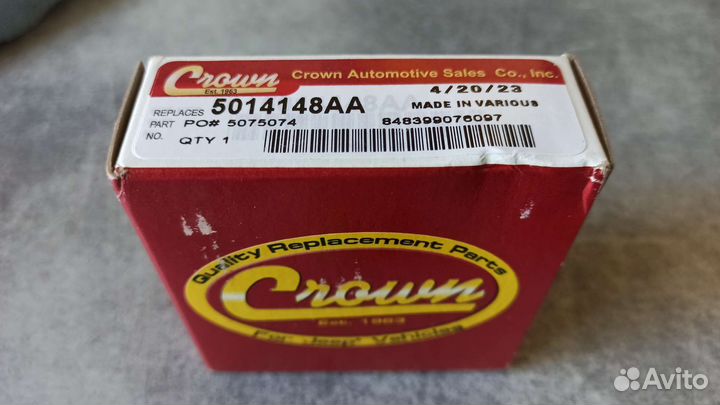 Crown
Est. 1963
Crown Automotive Sales Co., Inc.
4/20/23
REPLACES 5014148AA MADE IN VARIOUS
PART PO# 5075074 848399076097
NO. QTY 1
Quality Replacement Parts
Crown
Est. 1963
For Jeep® Vehicles
Avito